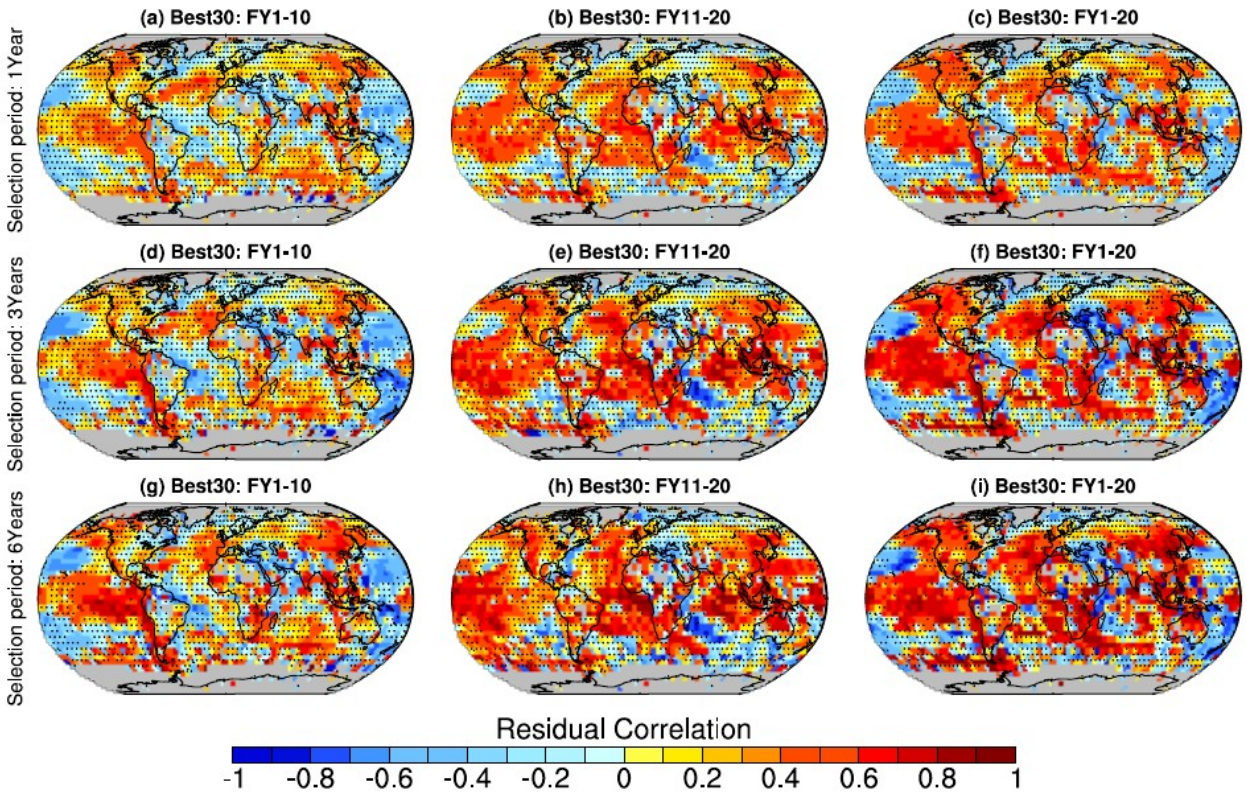 (a) Best30: FY1-10
(b) Best30: FY11-20
(c) Best30: FY1-20
Selection period: 1Year
(d) Best30: FY1-10
(e) Best30: FY11-20
(f) Best30: FY1-20
Selection period: 3Years
(g) Best30: FY1-10
(h) Best30: FY11-20
(i) Best30: FY1-20
Selection period: 6Years
Residual Correlation
-1 -0.8 -0.6 -0.4 -0.2 0 0.2 0.4 0.6 0.8 1